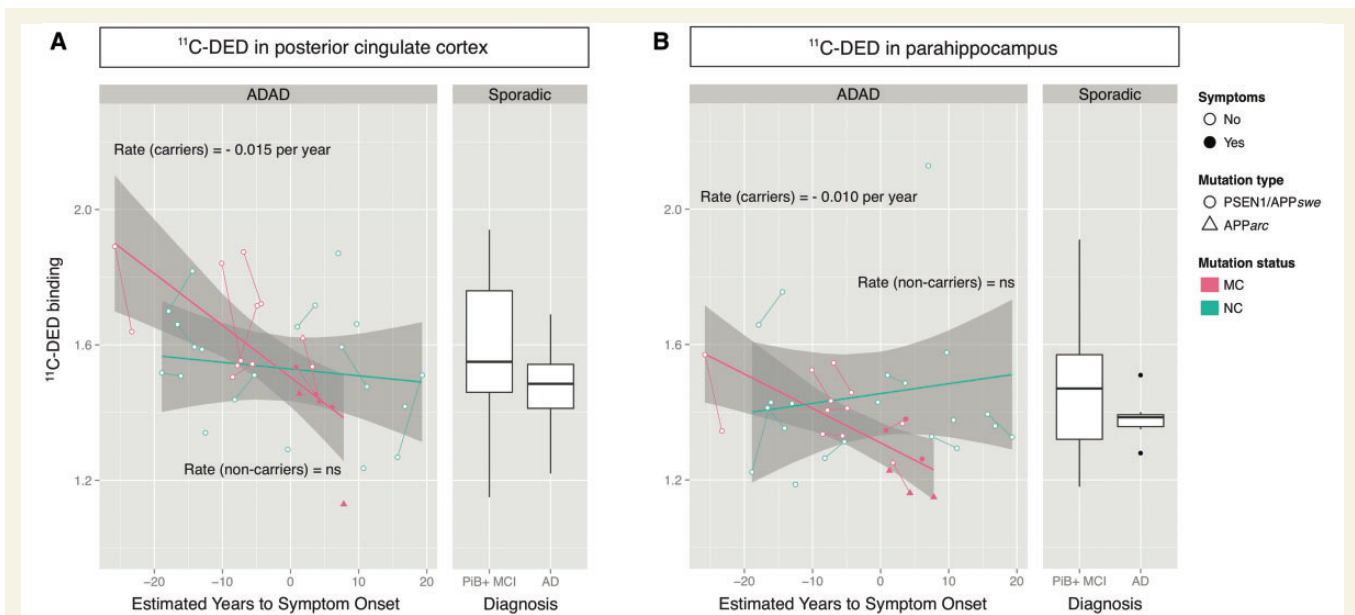 A
¹¹C-DED in posterior cingulate cortex
ADAD
Sporadic
Rate (carriers) = - 0.015 per year
Rate (non-carriers) = ns
2.0
1.6
1.2
¹¹C-DED binding
−20
−10
0
10
20
PiB+ MCI
AD
Estimated Years to Symptom Onset
Diagnosis
B
¹¹C-DED in parahippocampus
ADAD
Sporadic
Rate (carriers) = - 0.010 per year
Rate (non-carriers) = ns
2.0
1.6
1.2
−20
−10
0
10
20
PiB+ MCI
AD
Estimated Years to Symptom Onset
Diagnosis
Symptoms
No
Yes
Mutation type
PSEN1/APPswe
APParc
Mutation status
MC
NC